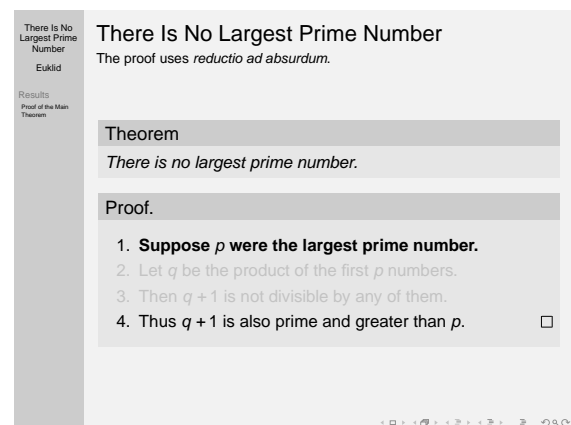 There Is No
Largest Prime
Number
Euklid
Results
Proof of the Main
Theorem
There Is No Largest Prime Number
The proof uses reductio ad absurdum.
Theorem
There is no largest prime number.
Proof.
1. Suppose p were the largest prime number.
2. Let q be the product of the first p numbers.
3. Then q + 1 is not divisible by any of them.
4. Thus q + 1 is also prime and greater than p.